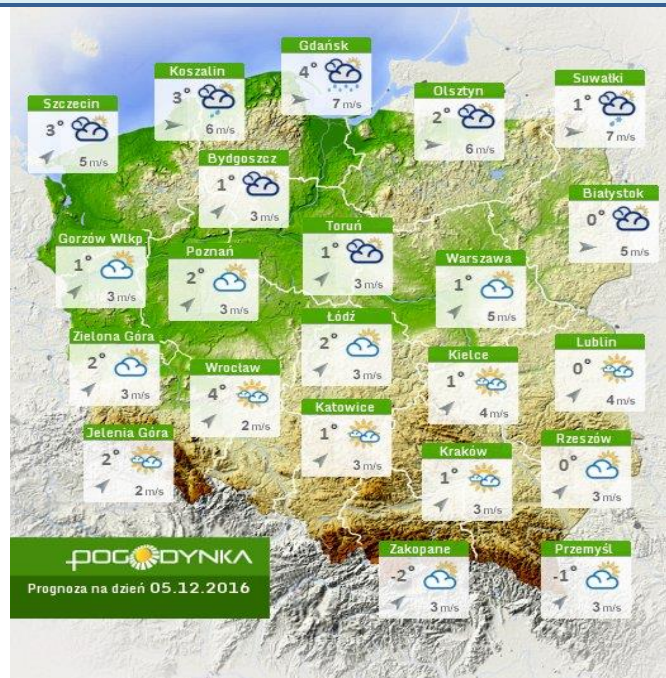 Gdańsk
4°
7 m/s
Koszalin
3°
6 m/s
Szczecin
3°
5 m/s
Olsztyn
2°
6 m/s
Suwałki
1°
7 m/s
Bydgoszcz
1°
3 m/s
Białystok
0°
5 m/s
Gorzów Wlkp
1°
3 m/s
Poznań
2°
3 m/s
Toruń
1°
3 m/s
Warszawa
1°
5 m/s
Zielona Góra
2°
3 m/s
Łódź
2°
3 m/s
Wrocław
4°
2 m/s
Kielce
1°
4 m/s
Lublin
0°
4 m/s
Katowice
1°
3 m/s
Jelenia Góra
2°
2 m/s
Kraków
1°
3 m/s
Rzeszów
0°
3 m/s
Zakopane
-2°
3 m/s
Przemyśl
-1°
3 m/s
POGODYNKA
Prognoza na dzień 05.12.2016